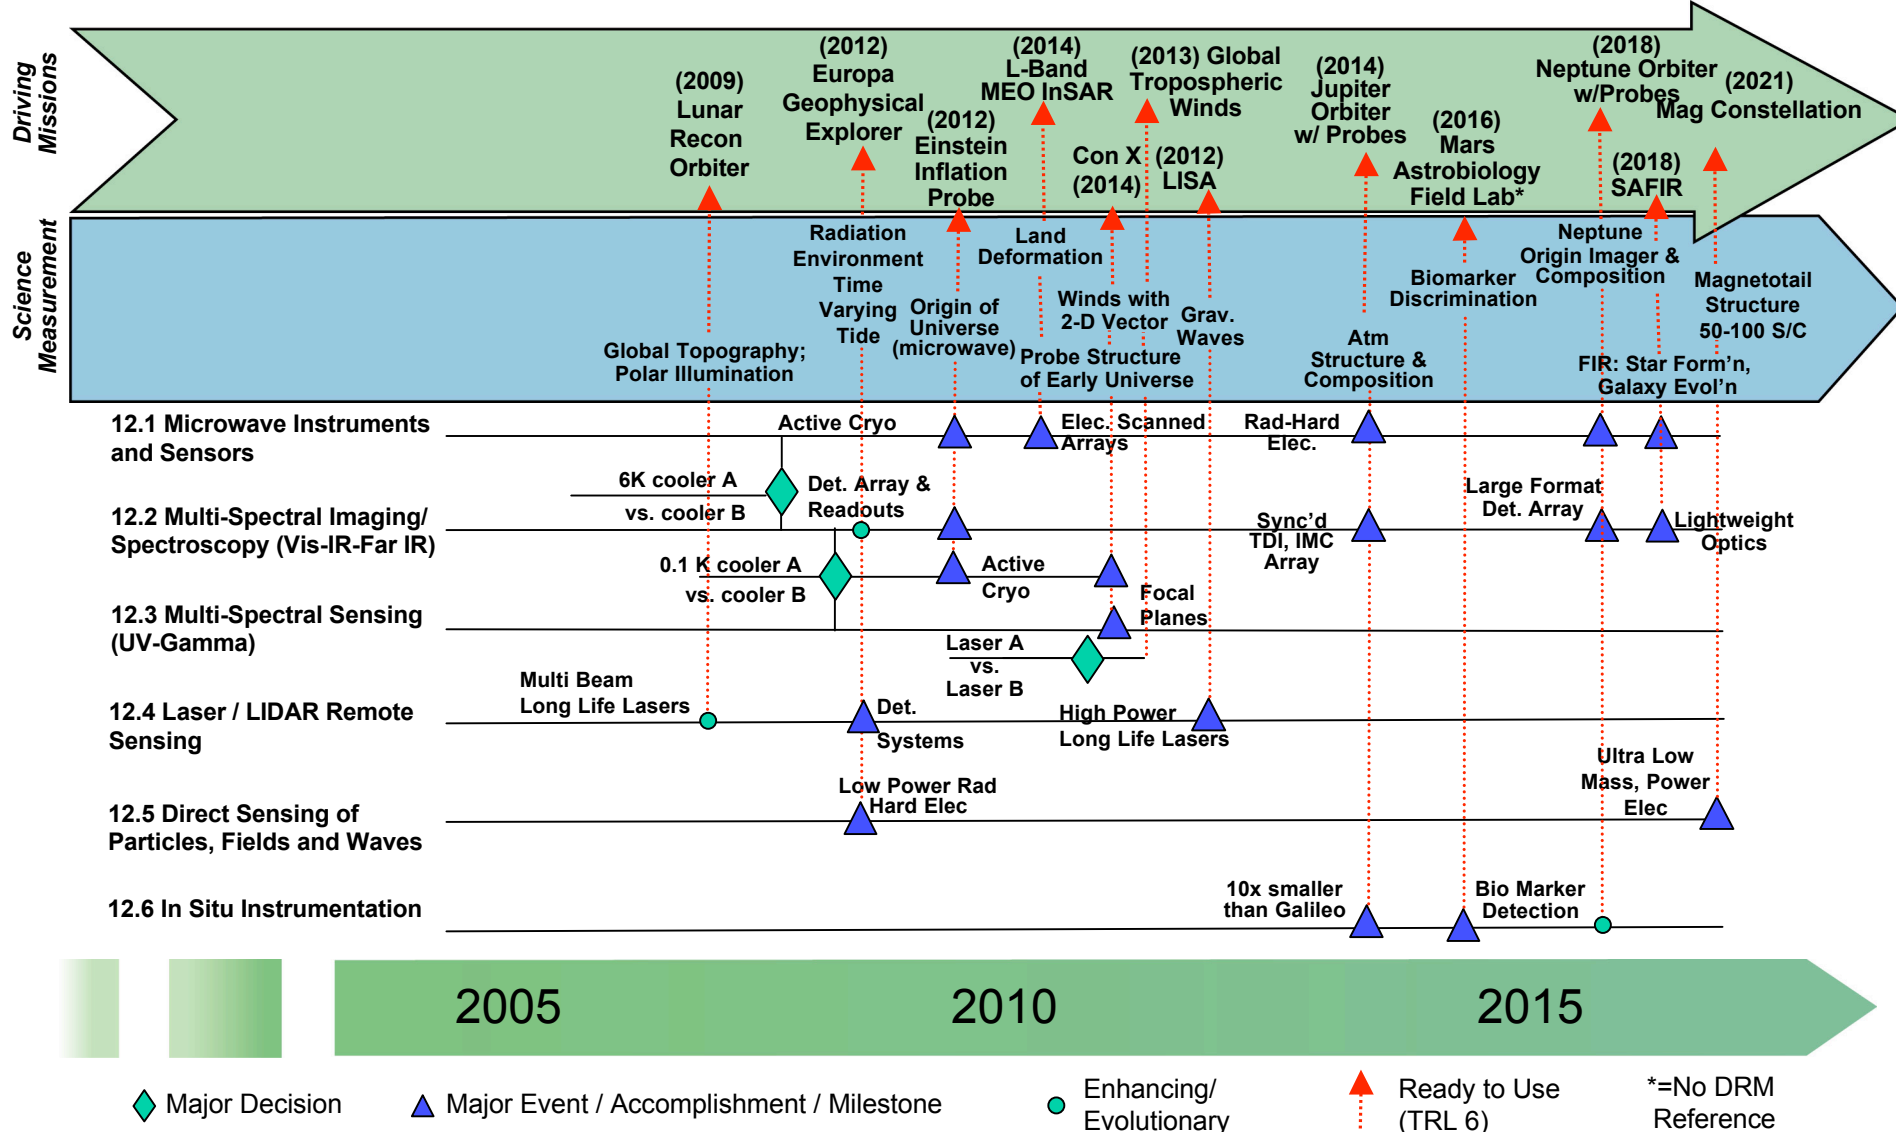 Driving
Missions
(2009)
Lunar
Recon
Orbiter
(2012)
Europa
Geophysical
Explorer
(2012)
Einstein
Inflation
Probe
(2014)
L-Band
MEO InSAR
Con X
(2014)
(2013) Global
Tropospheric
Winds
(2012)
LISA
(2014)
Jupiter
Orbiter
w/ Probes
(2016)
Mars
Astrobiology
Field Lab*
(2018)
Neptune Orbiter
w/Probes
(2018)
SAFIR
(2021)
Mag Constellation
Science
Measurement
Global Topography;
Polar Illumination
Radiation
Environment
Time
Varying
Tide
Origin of
Universe
(microwave)
Land
Deformation
Winds with
2-D Vector
Probe Structure
of Early Universe
Grav.
Waves
Atm
Structure &
Composition
Biomarker
Discrimination
Neptune
Origin Imager &
Composition
FIR: Star Form'n,
Galaxy Evol'n
Magnetotail
Structure
50-100 S/C
12.1 Microwave Instruments
and Sensors
Active Cryo
Elec. Scanned
Arrays
Rad-Hard
Elec.
6K cooler A
vs. cooler B
12.2 Multi-Spectral Imaging/
Spectroscopy (Vis-IR-Far IR)
Det. Array &
Readouts
Sync'd
TDI, IMC
Array
Large Format
Det. Array
Lightweight
Optics
0.1 K cooler A
vs. cooler B
Active
Cryo
12.3 Multi-Spectral Sensing
(UV-Gamma)
Focal
Planes
Laser A
vs.
Laser B
12.4 Laser / LIDAR Remote
Sensing
Multi Beam
Long Life Lasers
Det.
Systems
High Power
Long Life Lasers
12.5 Direct Sensing of
Particles, Fields and Waves
Low Power Rad
Hard Elec
Ultra Low
Mass, Power
Elec
12.6 In Situ Instrumentation
10x smaller
than Galileo
Bio Marker
Detection
2005
2010
2015
Major Decision
Major Event / Accomplishment / Milestone
Enhancing/
Evolutionary
Ready to Use
(TRL 6)
*=No DRM
Reference